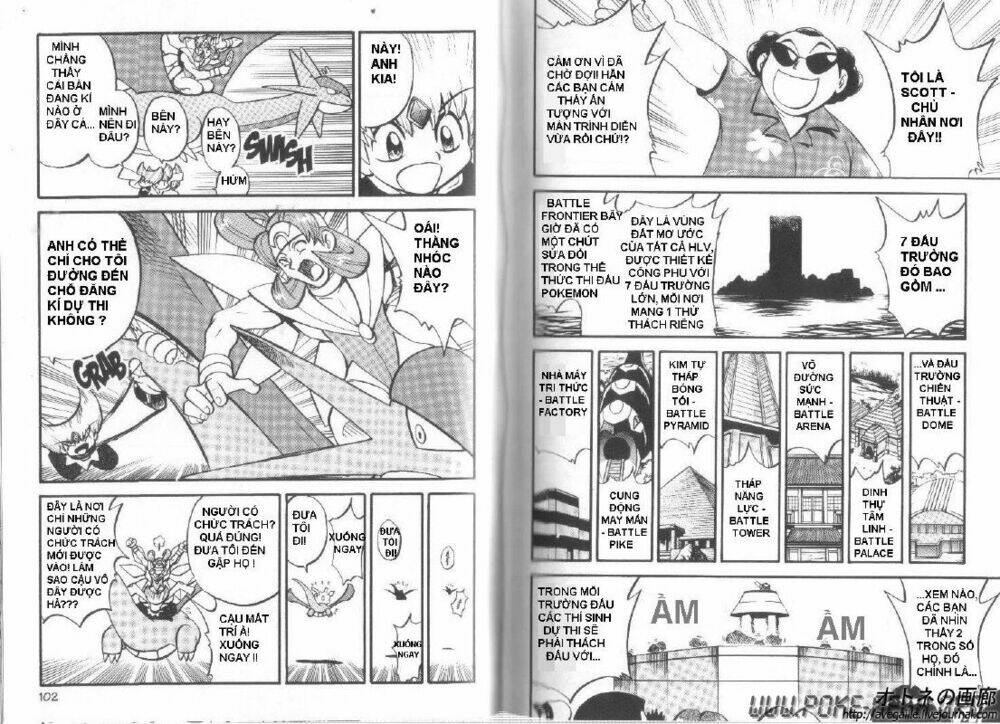 TÔI LÀ
SCOTT -
CHỦ
NHÂN NƠI
ĐÂY!!
CẢM ƠN VÌ ĐÃ
CHỜ ĐỢI! HẲN
CÁC BẠN CẢM
THẤY ẤN
TƯỢNG VỚI
MÀN TRÌNH DIỄN
VỪA RỒI CHỨ!?
7 ĐẤU
TRƯỜNG
ĐÓ BAO
GỒM ...
ĐÂY LÀ VÙNG
ĐẤT MƠ ƯỚC
CỦA TẤT CẢ HLV,
ĐƯỢC THIẾT KẾ
CÔNG PHU VỚI
7 ĐẤU TRƯỜNG
LỚN, MỖI NƠI
MANG 1 THỬ
THÁCH RIÊNG
BATTLE
FRONTIER BÂY
GIỜ ĐÃ CÓ
MỘT CHÚT
SỬA ĐỔI
TRONG THỂ
THỨC THI ĐẤU
POKEMON
...VÀ ĐẤU
TRƯỜNG
CHIẾN
THUẬT -
BATTLE
DOME
DINH
THỰ
TÂM
LINH -
BATTLE
PALACE
VÕ
ĐƯỜNG
SỨC
MẠNH -
BATTLE
ARENA
THÁP
NĂNG
LỰC -
BATTLE
TOWER
KIM TỰ
THÁP
BÓNG
TỐI -
BATTLE
PYRAMID
CUNG
ĐỘNG
MAY MẮN
- BATTLE
PIKE
NHÀ MÁY
TRI THỨC
- BATTLE
FACTORY
...XEM NÀO,
CÁC BẠN
ĐÃ NHÌN
THẤY 2
TRONG SỐ
HỌ, ĐÓ
CHÍNH LÀ...
ẦM
ẦM
TRONG MỖI
TRƯỜNG ĐẤU
CÁC THÍ SINH
DỰ THI SẼ
PHẢI THÁCH
ĐẤU VỚI...
オトネの画廊
NÀY!
ANH
KIA!
MÌNH
CHẲNG
THẤY
CÁI BÀN
ĐĂNG KÍ
NÀO Ở
ĐÂY CẢ...
MÌNH
NÊN ĐI
ĐÂU?
BÊN
NÀY?
HAY
BÊN
NÀY?
HỪM
SWASH
OÁI!
THẰNG
NHÓC
NÀO
ĐÂY?
ANH CÓ THỂ
CHỈ CHO TÔI
ĐƯỜNG ĐẾN
CHỖ ĐĂNG
KÍ DỰ THI
KHÔNG ?
GRAB
ĐƯA
TÔI
ĐI!
XUỐNG
NGAY
ĐƯA
TÔI
ĐI!
XUỐNG
NGAY
NGƯỜI CÓ
CHỨC TRÁCH?
QUÁ ĐÚNG!
ĐƯA TÔI ĐẾN
GẶP HỌ !
CẬU MẤT
TRÍ À!
XUỐNG
NGAY !!
ĐÂY LÀ NƠI
CHỈ NHỮNG
NGƯỜI CÓ
CHỨC TRÁCH
MỚI ĐƯỢC
VÀO! LÀM
SAO CẬU VÔ
ĐÂY ĐƯỢC
HẢ???
102